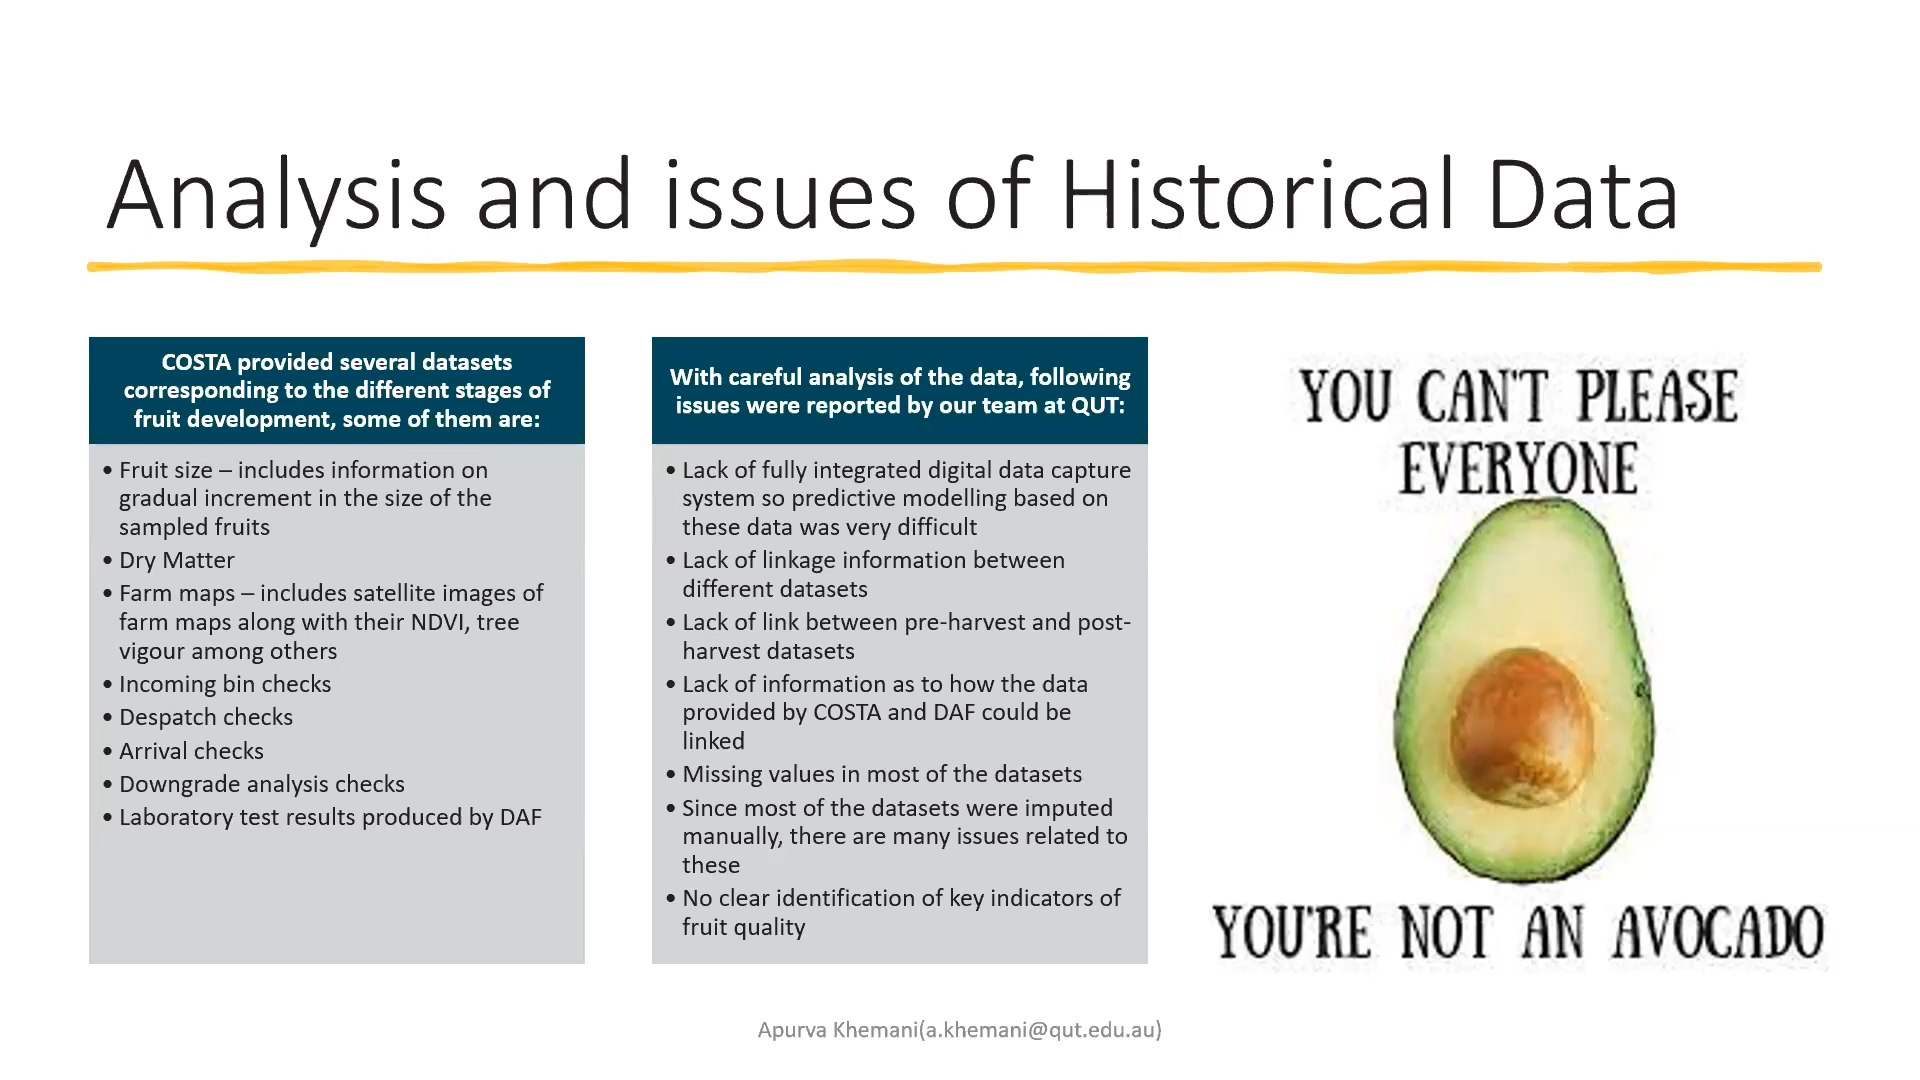 Analysis and issues of Historical Data
COSTA provided several datasets
corresponding to the different stages of
fruit development, some of them are:
• Fruit size – includes information on
gradual increment in the size of the
sampled fruits
• Dry Matter
• Farm maps – includes satellite images of
farm maps along with their NDVI, tree
vigour among others
• Incoming bin checks
• Despatch checks
• Arrival checks
• Downgrade analysis checks
• Laboratory test results produced by DAF
With careful analysis of the data, following
issues were reported by our team at QUT:
• Lack of fully integrated digital data capture
system so predictive modelling based on
these data was very difficult
• Lack of linkage information between
different datasets
• Lack of link between pre-harvest and post-
harvest datasets
• Lack of information as to how the data
provided by COSTA and DAF could be
linked
• Missing values in most of the datasets
• Since most of the datasets were imputed
manually, there are many issues related to
these
• No clear identification of key indicators of
fruit quality
YOU CAN'T PLEASE
EVERYONE
YOU'RE NOT AN AVOCADO
Apurva Khemani(a.khemani@qut.edu.au)